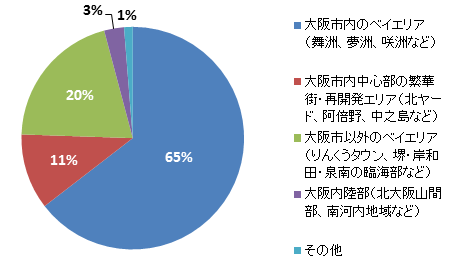 3%
1%
20%
11%
65%
大阪市内のベイエリア
(舞洲、夢洲、咲洲など)
大阪市内中心部の繁華
街・再開発エリア(北ヤー
ド、阿倍野、中之島など)
大阪市以外のベイエリア
(りんくうタウン、堺・岸和
田・泉南の臨海部など)
大阪内陸部(北大阪山間
部、南河内地域など)
その他